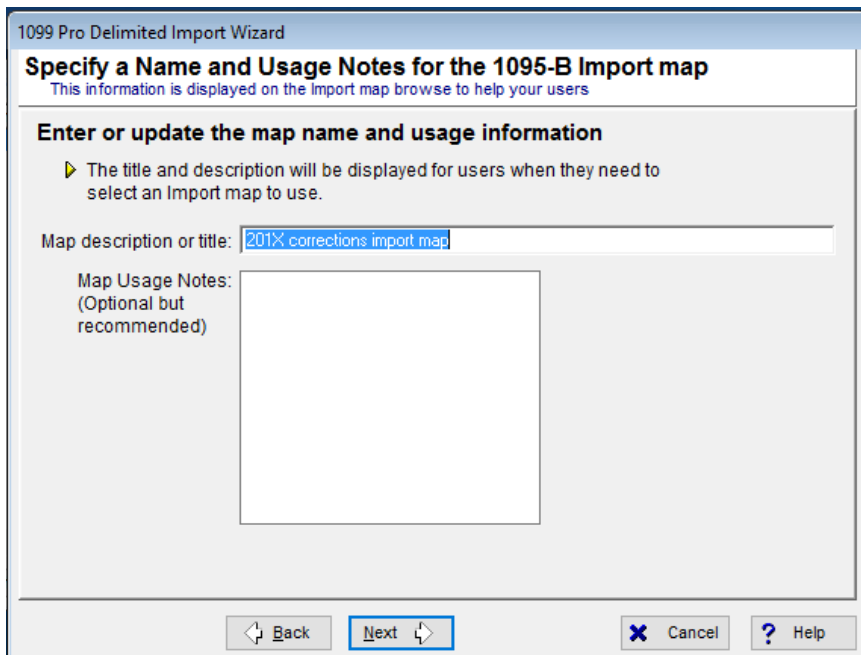 1099 Pro Delimited Import Wizard
Specify a Name and Usage Notes for the 1095-B Import map
This information is displayed on the Import map browse to help your users
Enter or update the map name and usage information
The title and description will be displayed for users when they need to
select an Import map to use.
Map description or title: 201X corrections import map
Map Usage Notes:
(Optional but
recommended)
Back Next Cancel ? Help